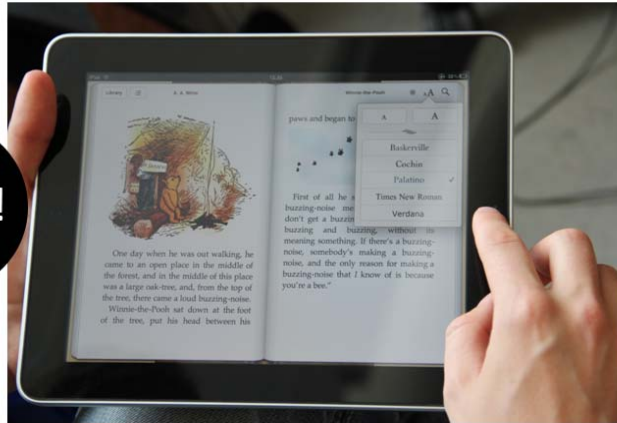 iPad
12:36
Library
A. A. Milne
Winnie-the-Pooh
AA
A
A
Baskerville
Cochin
Palatino ✓
Times New Roman
Verdana
One day when he was out walking, he
came to an open place in the middle of
the forest, and in the middle of this place
was a large oak-tree, and, from the top of
the tree, there came a loud buzzing-noise.
Winnie-the-Pooh sat down at the foot
of the tree, put his head between his
paws and began to
First of all he s
buzzing-noise me
don't get a buzzin
buzzing and buzzing, without its
meaning something. If there's a buzzing-
noise, somebody's making a buzzing-
noise, and the only reason for making a
buzzing-noise that I know of is because
you're a bee."
!